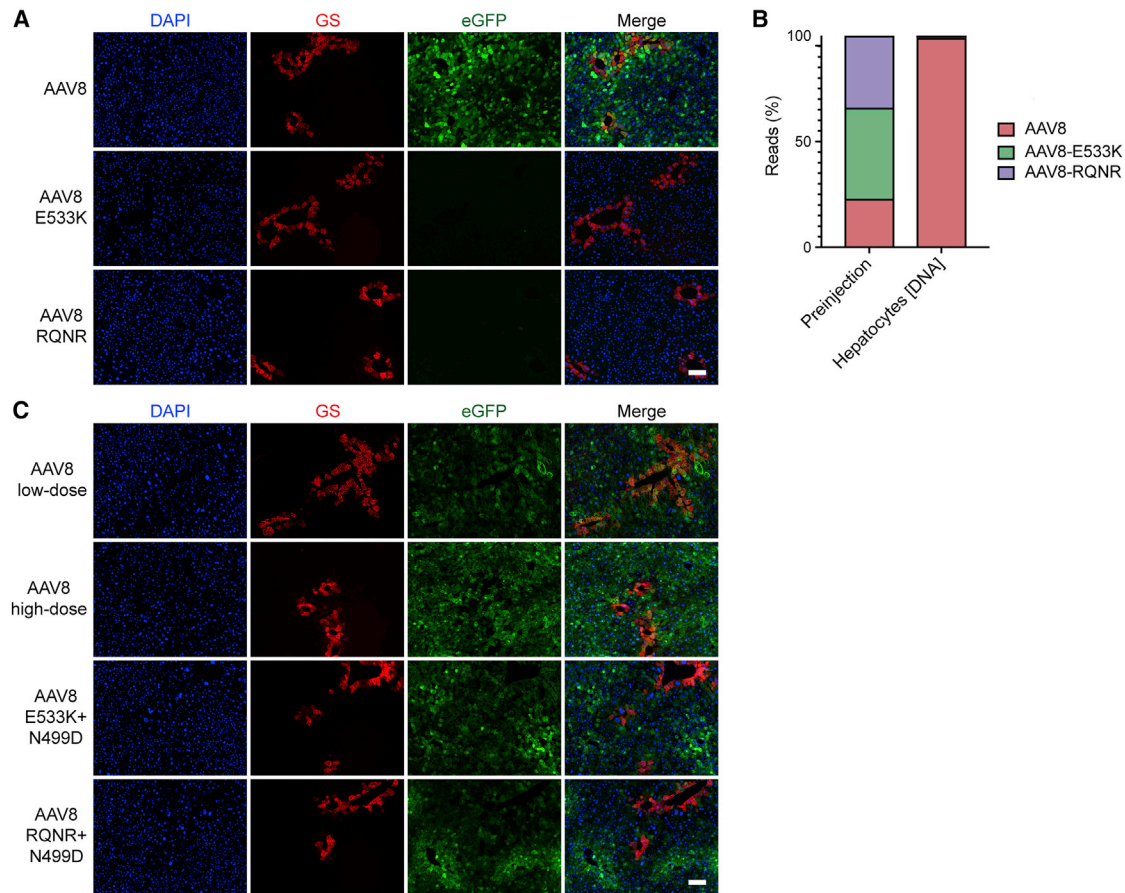 A
DAPI GS eGFP Merge
AAV8
AAV8
E533K
AAV8
RQNR
B
100
50
0
Reads (%)
Preinjection
Hepatocytes [DNA]
AAV8
AAV8-E533K
AAV8-RQNR
C
DAPI GS eGFP Merge
AAV8
low-dose
AAV8
high-dose
AAV8
E533K+
N499D
AAV8
RQNR+
N499D